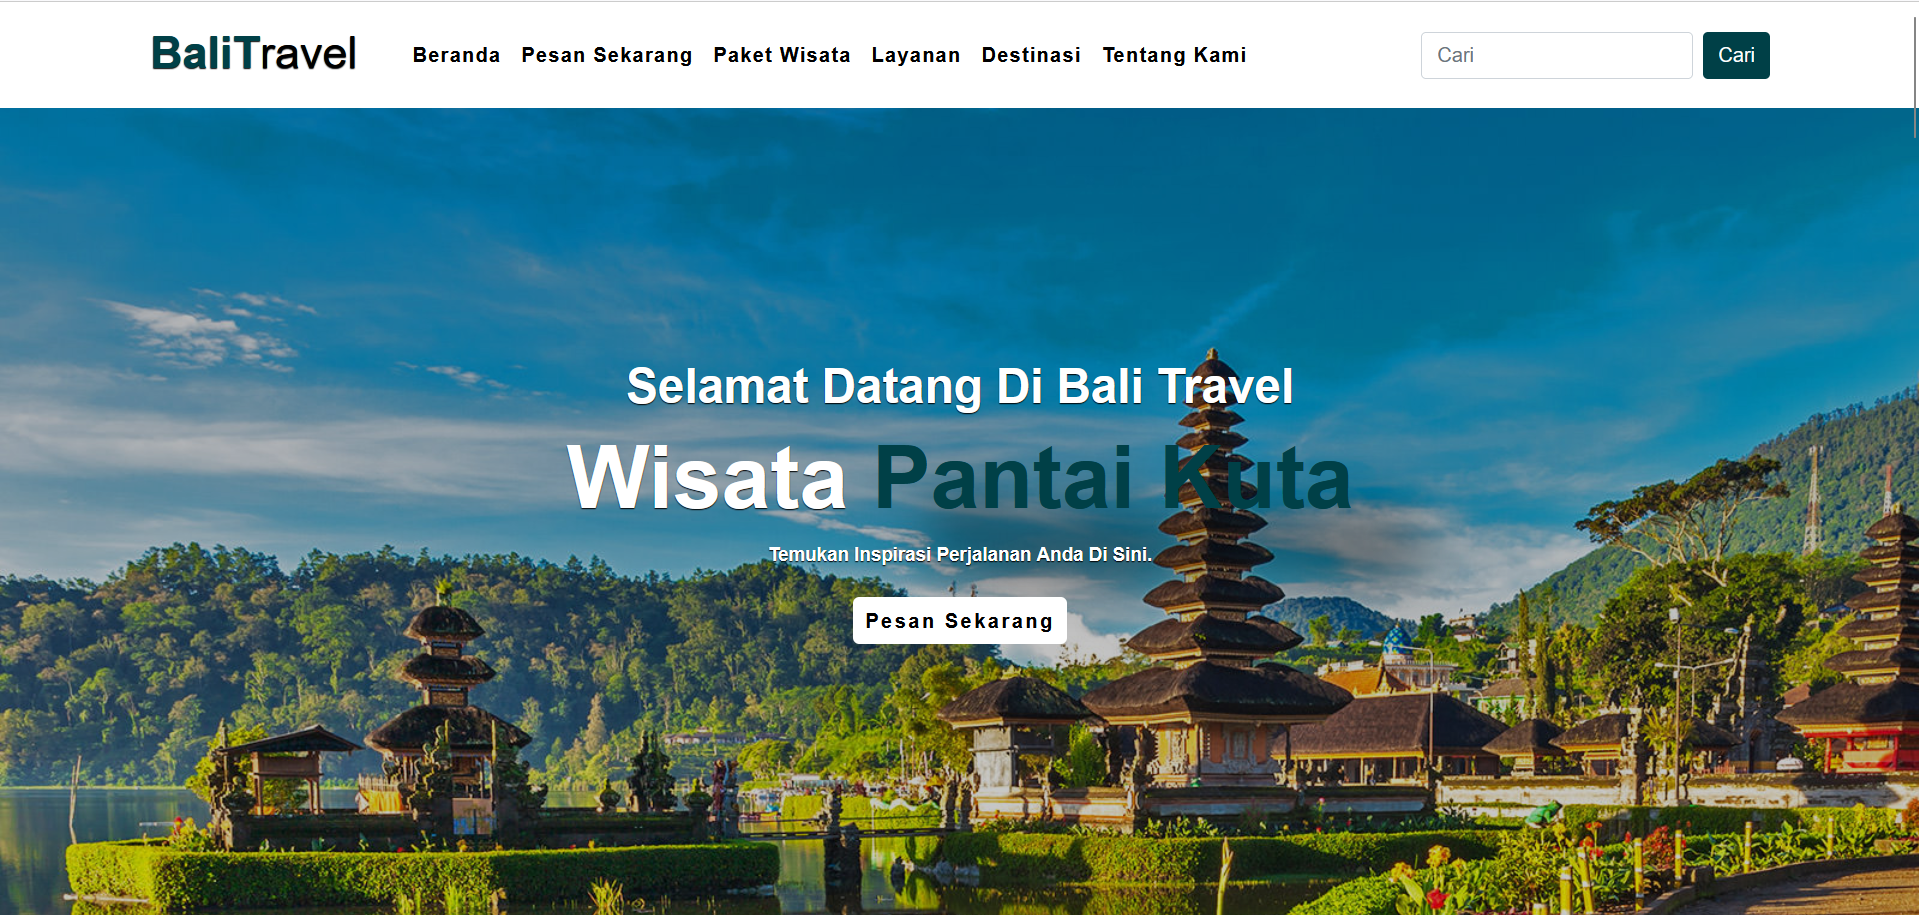 BaliTravel
Beranda Pesan Sekarang Paket Wisata Layanan Destinasi Tentang Kami
Cari
Cari
Selamat Datang Di Bali Travel
Wisata Pantai Kuta
Temukan Inspirasi Perjalanan Anda Di Sini.
Pesan Sekarang